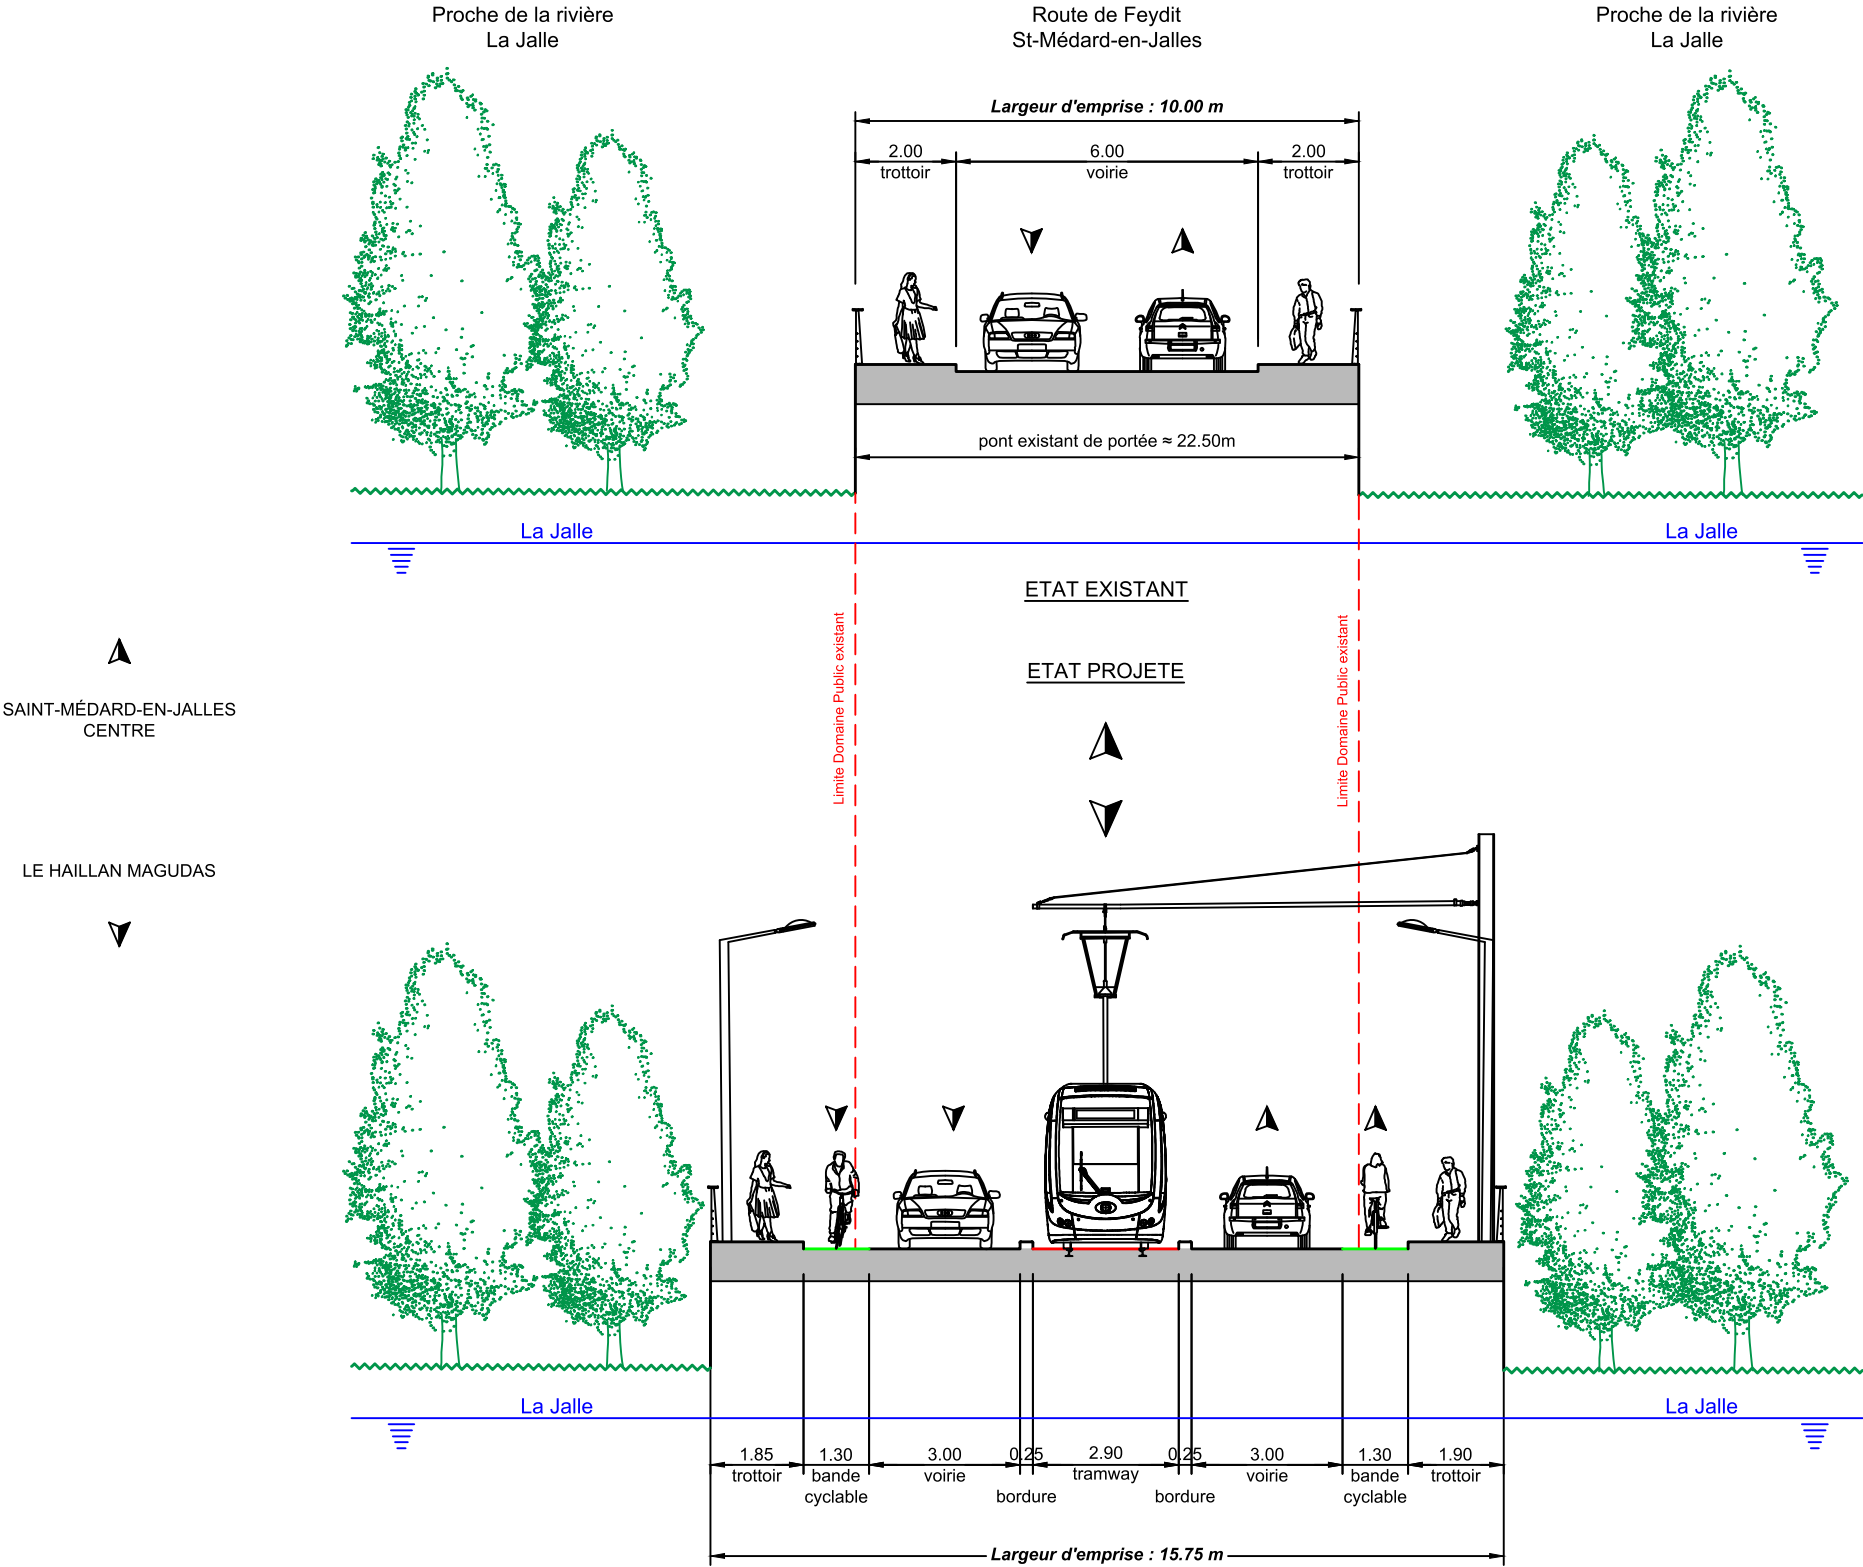 Proche de la rivière
La Jalle
Route de Feydit
St-Médard-en-Jalles
Proche de la rivière
La Jalle
Largeur d'emprise : 10.00 m
2.00
6.00
2.00
trottoir
voirie
trottoir
pont existant de portée ≈ 22.50m
La Jalle
La Jalle
ETAT EXISTANT
Limite Domaine Public existant
Limite Domaine Public existant
ETAT PROJETE
SAINT-MÉDARD-EN-JALLES
CENTRE
LE HAILLAN MAGUDAS
La Jalle
La Jalle
1.85
1.30
3.00
0.25
2.90
0.25
3.00
1.30
1.90
trottoir
bande
cyclable
voirie
bordure
tramway
bordure
voirie
bande
cyclable
trottoir
Largeur d'emprise : 15.75 m